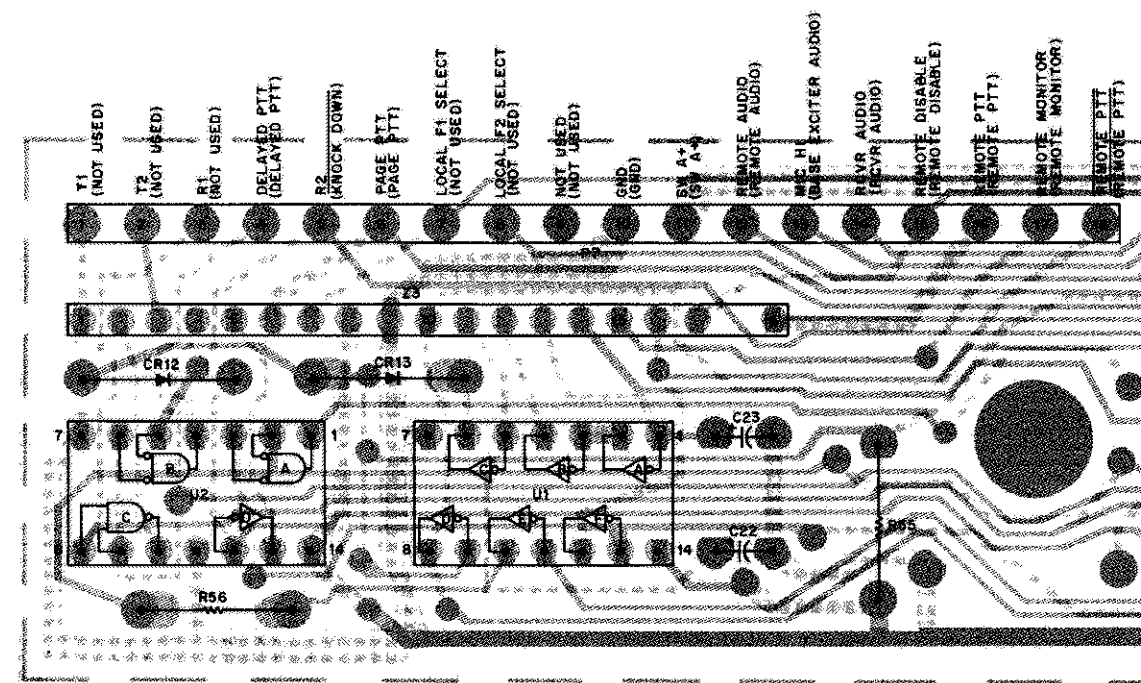 T1
(NOT USED)
T2
(NOT USED)
R1
(NOT USED)
DELAYED PTT
(DELAYED PTT)
R2
(KNOCK DOWN)
PAGE PTT
(PAGE PTT)
LOCAL F1 SELECT
(NOT USED)
LOCAL F2 SELECT
(NOT USED)
NOT USED
(NOT USED)
GND
(GND)
SW A+
(SW A+)
REMOTE AUDIO
(REMOTE AUDIO)
MIC HI
(BASE EXCITER AUDIO)
RCVR AUDIO
(RCVR AUDIO)
REMOTE DISABLE
(REMOTE DISABLE)
REMOTE PTT
(REMOTE PTT)
REMOTE MONITOR
(REMOTE MONITOR)
REMOTE PTT
(REMOTE PTT)
CR12
CR13
C23
7
1
7
B
A
C
B
A
U2
U1
C
8
14
14
C22
R56